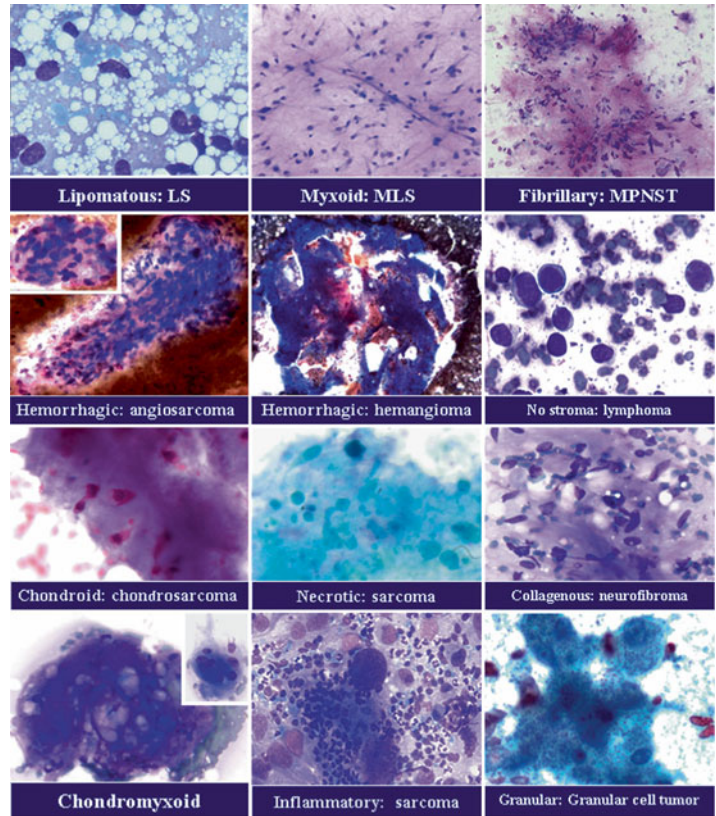 Lipomatous: LS
Myxoid: MLS
Fibrillary: MPNST
Hemorrhagic: angiosarcoma
Hemorrhagic: hemangioma
No stroma: lymphoma
Chondroid: chondrosarcoma
Necrotic: sarcoma
Collagenous: neurofibroma
Chondromyxoid
Inflammatory: sarcoma
Granular: Granular cell tumor